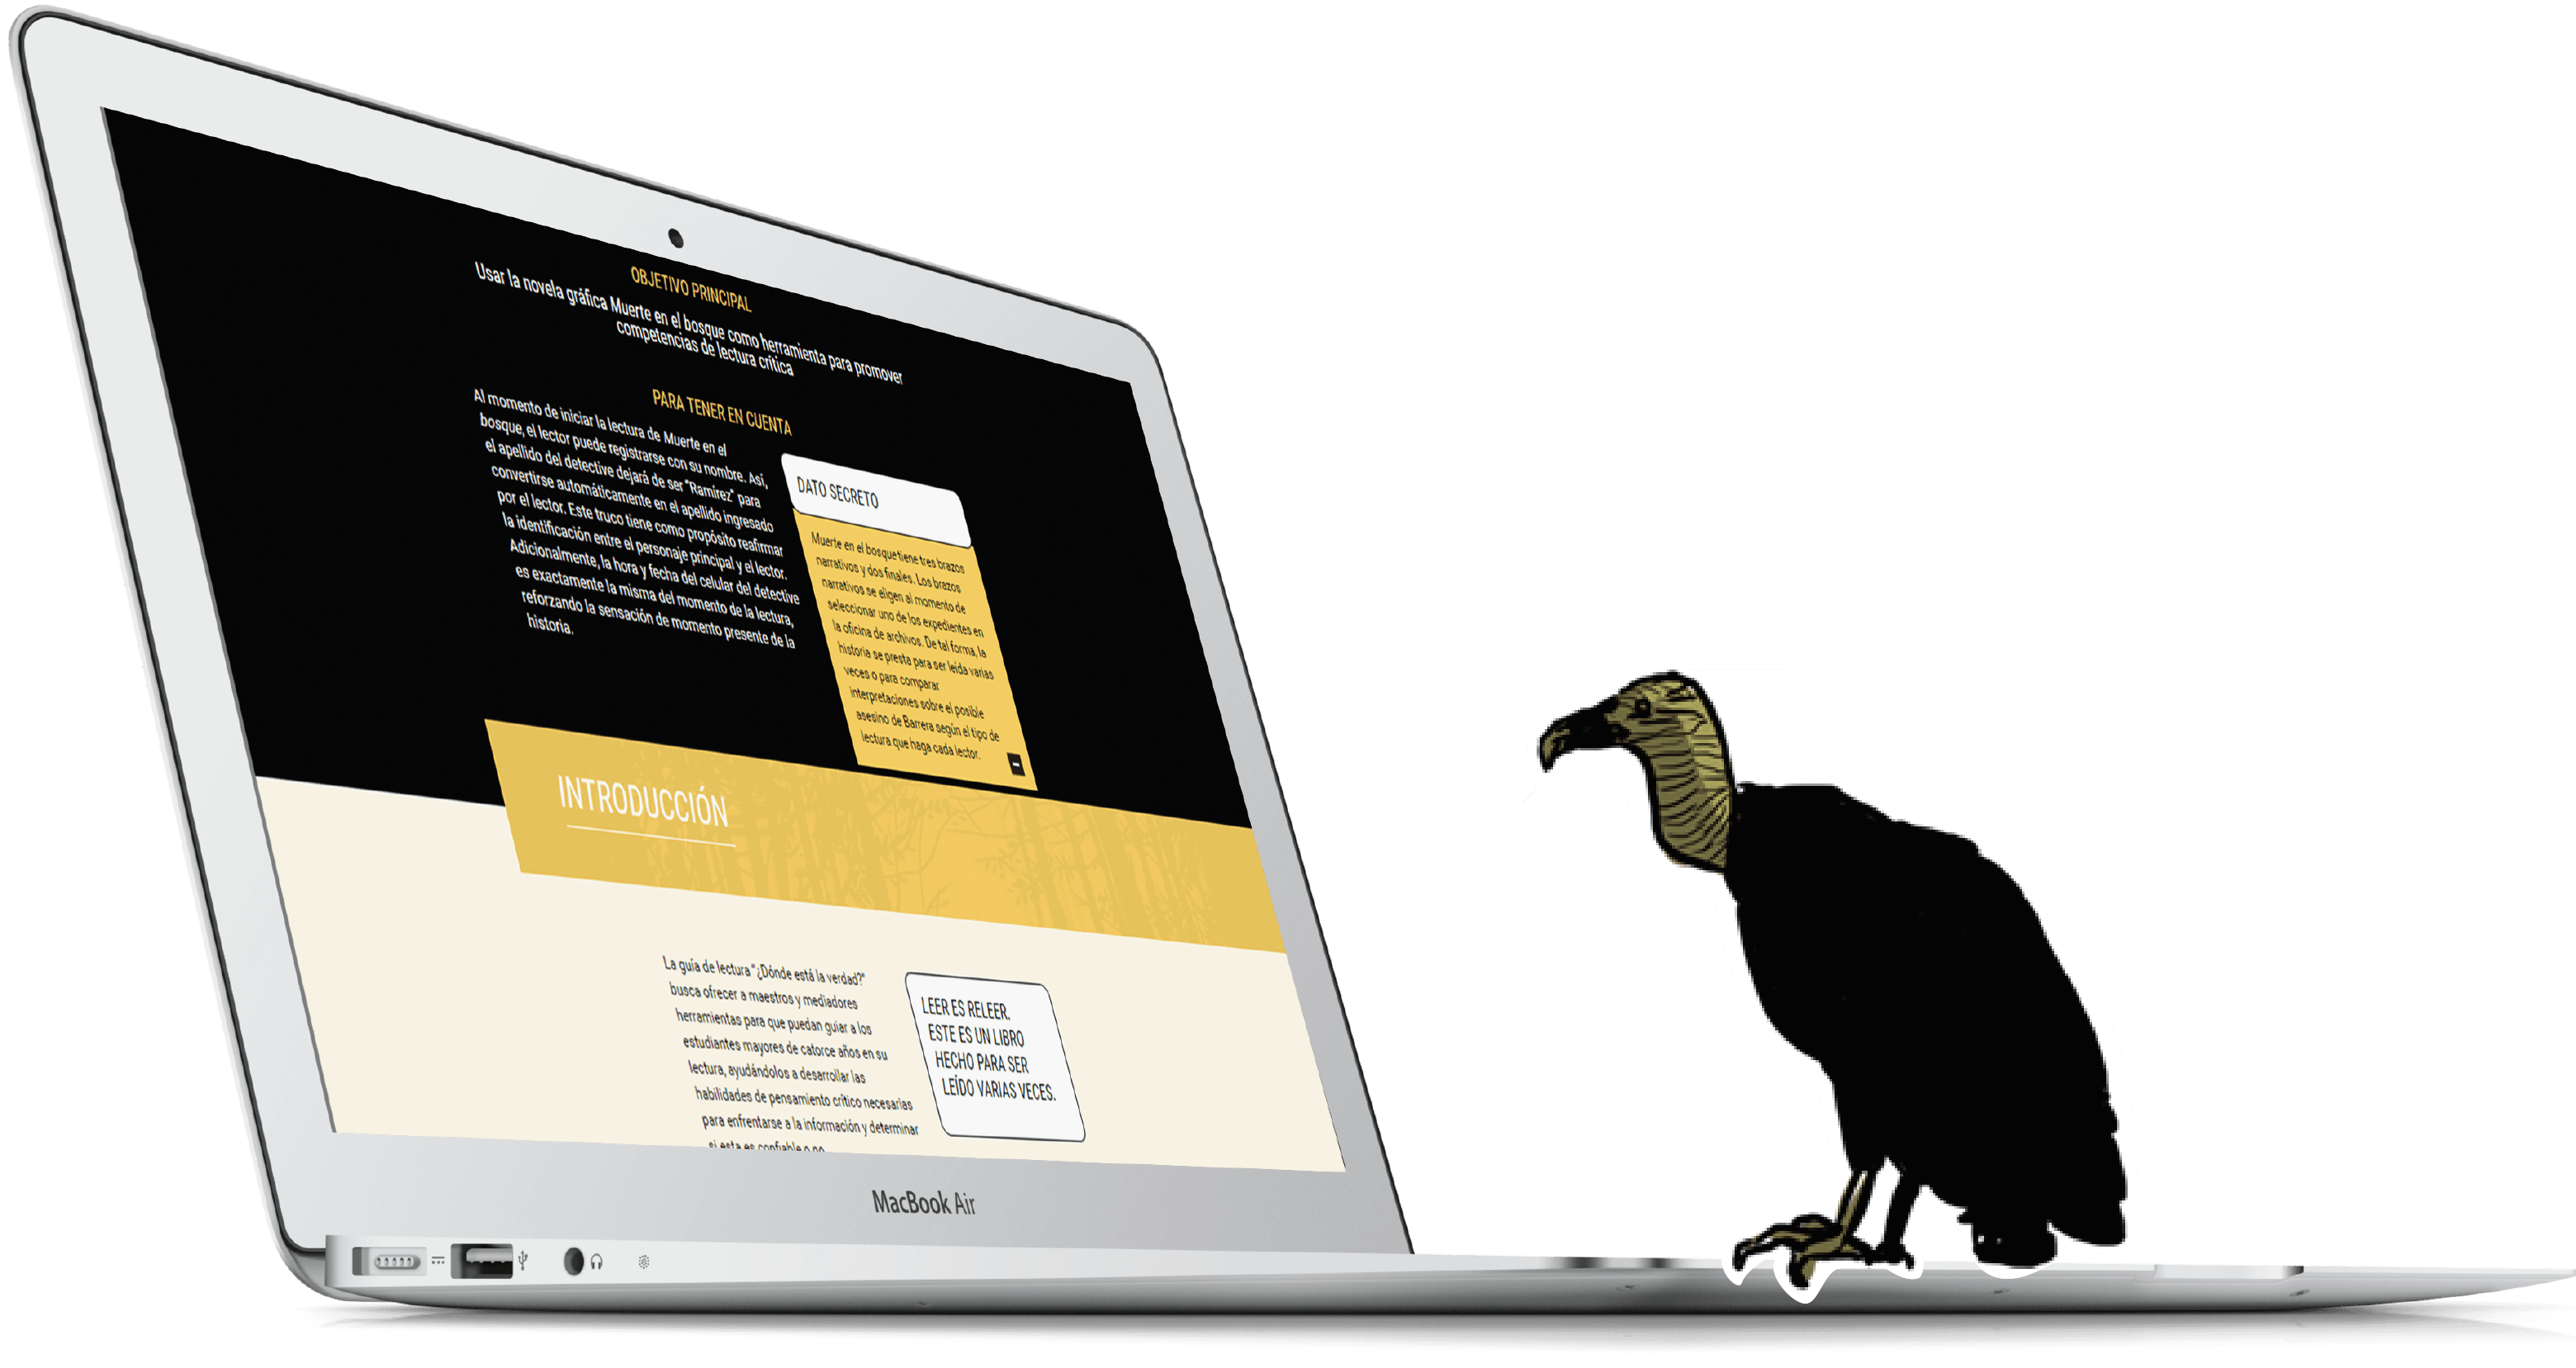 OBJETIVO PRINCIPAL
Usar la novela gráfica Muerte en el bosque como herramienta para promover
competencias de lectura crítica
PARA TENER EN CUENTA
Al momento de iniciar la lectura de Muerte en el
bosque, el lector puede registrarse con su nombre. Así,
el apellido del detective dejará de ser "Ramírez" para
convertirse automáticamente en el apellido ingresado
por el lector. Este truco tiene como propósito reafirmar
la identificación entre el personaje principal y el lector.
Adicionalmente, la hora y fecha del celular del detective
es exactamente la misma del momento de la lectura,
reforzando la sensación de momento presente de la
historia.
DATO SECRETO
Muerte en el bosque tiene tres brazos
narrativos y dos finales. Los brazos
narrativos se eligen al momento de
seleccionar uno de los expedientes en
la oficina de archivos. De tal forma, la
historia se presta para ser leída varias
veces o para comparar
interpretaciones sobre el posible
asesino de Barrera según el tipo de
lectura que haga cada lector.
INTRODUCCIÓN
La guía de lectura "¿Dónde está la verdad?"
busca ofrecer a maestros y mediadores
herramientas para que puedan guiar a los
estudiantes mayores de catorce años en su
lectura, ayudándolos a desarrollar las
habilidades de pensamiento crítico necesarias
para enfrentarse a la información y determinar
si esta es confiable o no
LEER ES RELEER.
ESTE ES UN LIBRO
HECHO PARA SER
LEÍDO VARIAS VECES.
MacBook Air